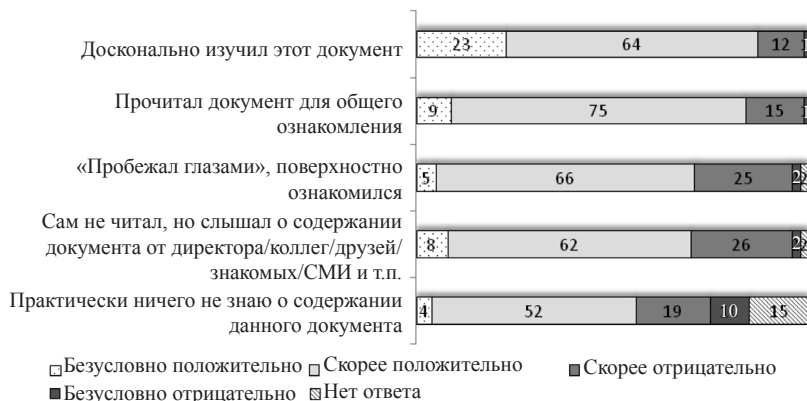 Досконально изучил этот документ
23 64 12 1
Прочитал документ для общего
ознакомления
9 75 15 1
«Пробежал глазами», поверхностно
ознакомился
5 66 25 2 2
Сам не читал, но слышал о содержании
документа от директора/коллег/друзей/
знакомых/СМИ и т.п.
8 62 26 2 2
Практически ничего не знаю о содержании
данного документа
4 52 19 10 15
Безусловно положительно Скорее положительно Скорее отрицательно
Безусловно отрицательно Нет ответа